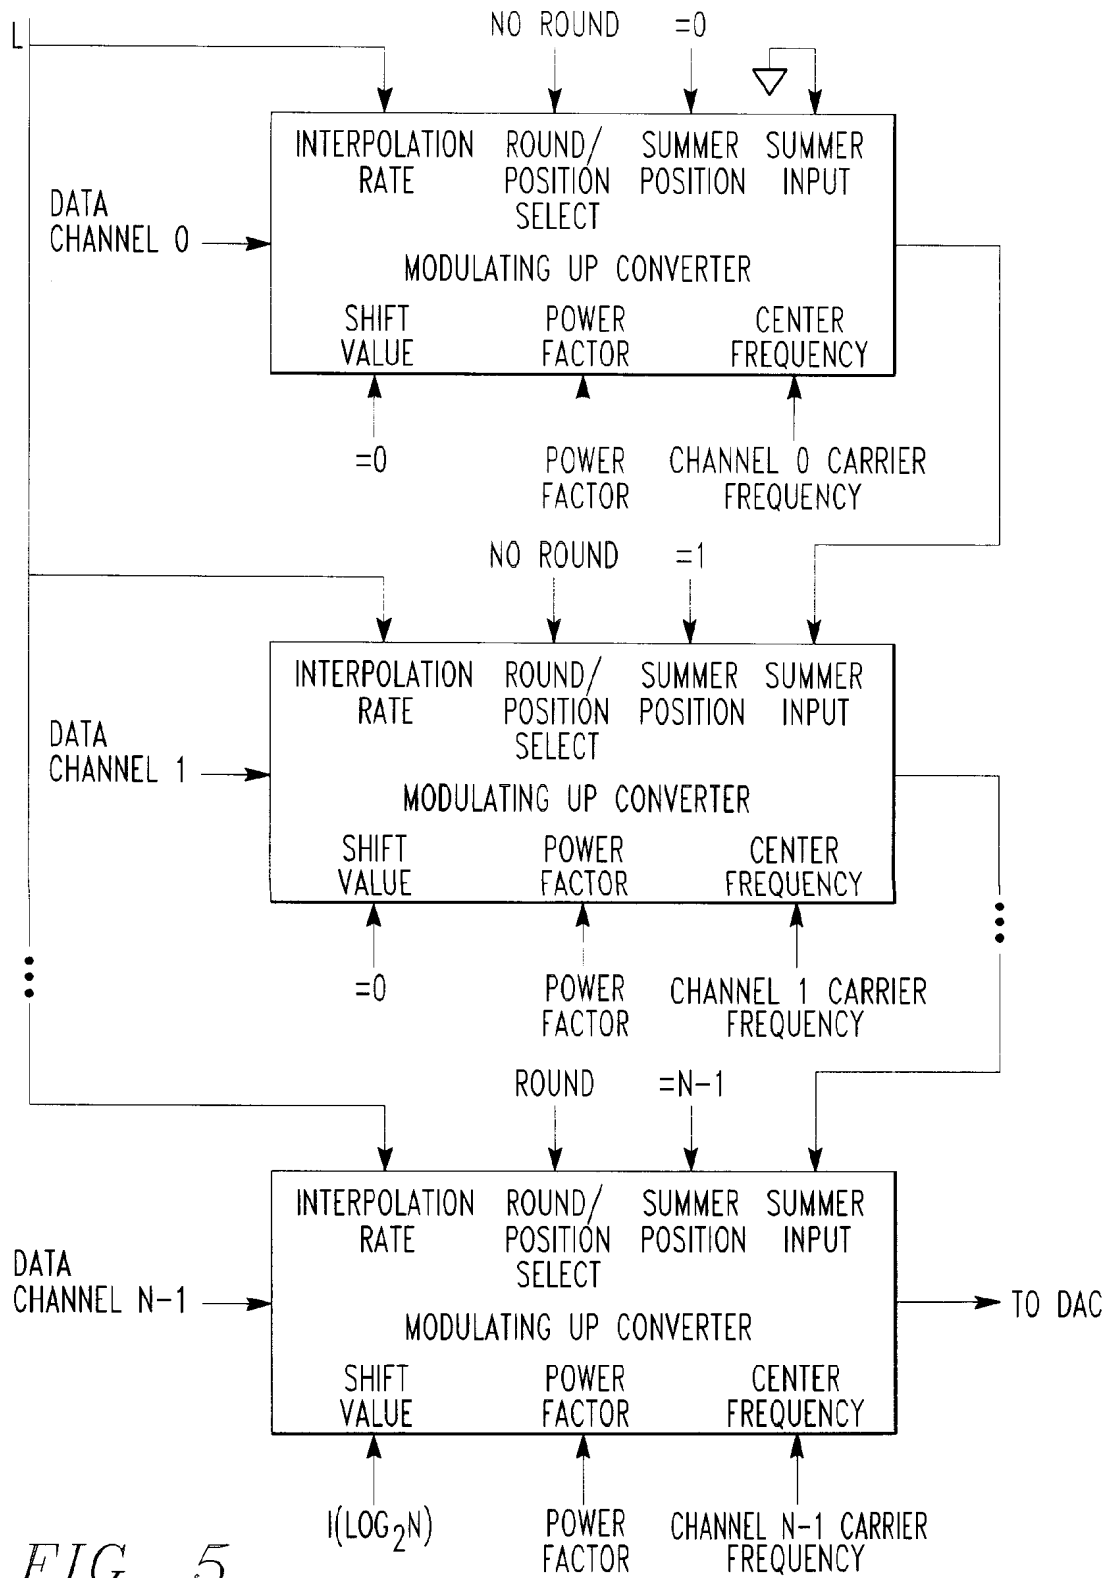 L
NO ROUND =0
INTERPOLATION RATE
ROUND/ POSITION SELECT
SUMMER POSITION
SUMMER INPUT
DATA CHANNEL 0
MODULATING UP CONVERTER
SHIFT VALUE
POWER FACTOR
CENTER FREQUENCY
=0
POWER FACTOR
CHANNEL 0 CARRIER FREQUENCY
NO ROUND =1
INTERPOLATION RATE
ROUND/ POSITION SELECT
SUMMER POSITION
SUMMER INPUT
DATA CHANNEL 1
MODULATING UP CONVERTER
SHIFT VALUE
POWER FACTOR
CENTER FREQUENCY
=0
POWER FACTOR
CHANNEL 1 CARRIER FREQUENCY
ROUND =N-1
INTERPOLATION RATE
ROUND/ POSITION SELECT
SUMMER POSITION
SUMMER INPUT
DATA CHANNEL N-1
TO DAC
MODULATING UP CONVERTER
SHIFT VALUE
POWER FACTOR
CENTER FREQUENCY
I(LOG₂N)
POWER FACTOR
CHANNEL N-1 CARRIER FREQUENCY
FIG. 5